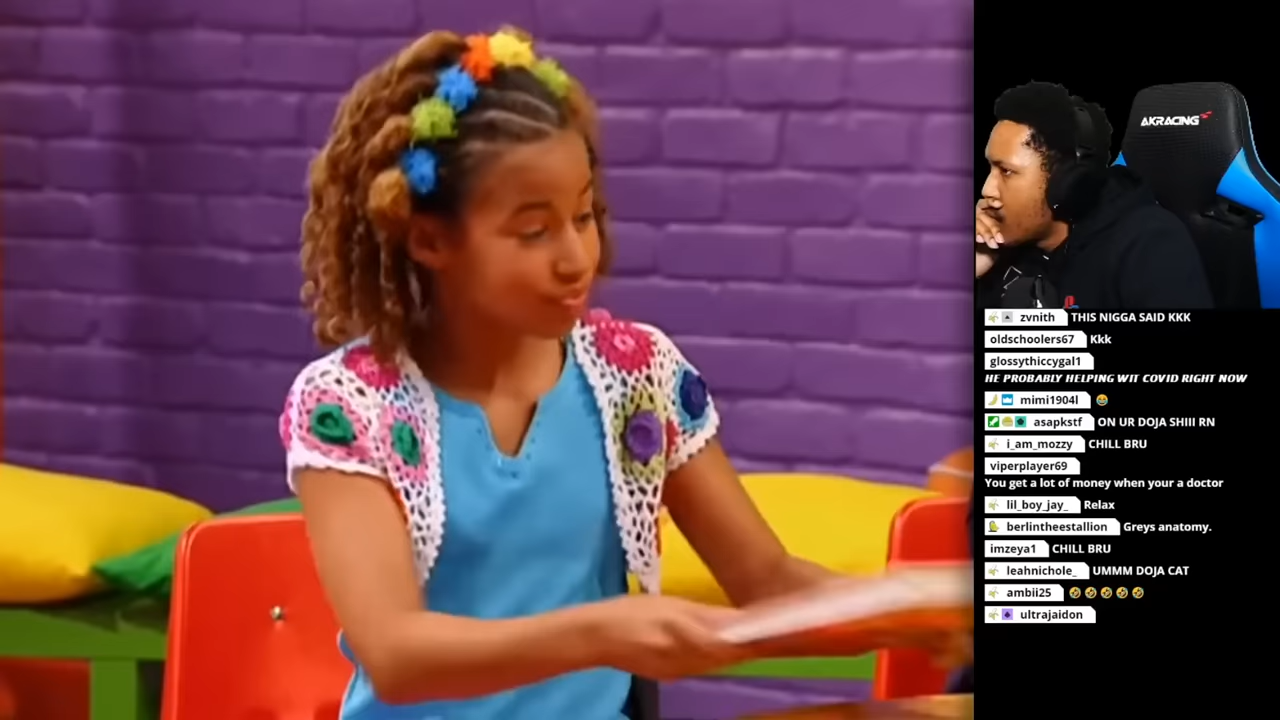 AKRACING
zvnith THIS NIGGA SAID KKK
oldschoolers67 Kkk
glossythiccygal1
HE PROBABLY HELPING WIT COVID RIGHT NOW
mimi1904l
asapkstf ON UR DOJA SHIII RN
i_am_mozzy CHILL BRU
viperplayer69
You get a lot of money when your a doctor
lil_boy_jay_ Relax
berlintheestallion Greys anatomy.
imzeya1 CHILL BRU
leahnichole_ UMMM DOJA CAT
ambii25
ultrajaidon